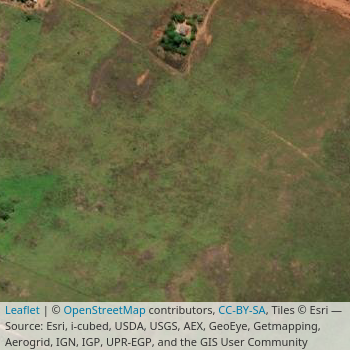 Leaflet | © OpenStreetMap contributors, CC-BY-SA, Tiles © Esri —
Source: Esri, i-cubed, USDA, USGS, AEX, GeoEye, Getmapping,
Aerogrid, IGN, IGP, UPR-EGP, and the GIS User Community